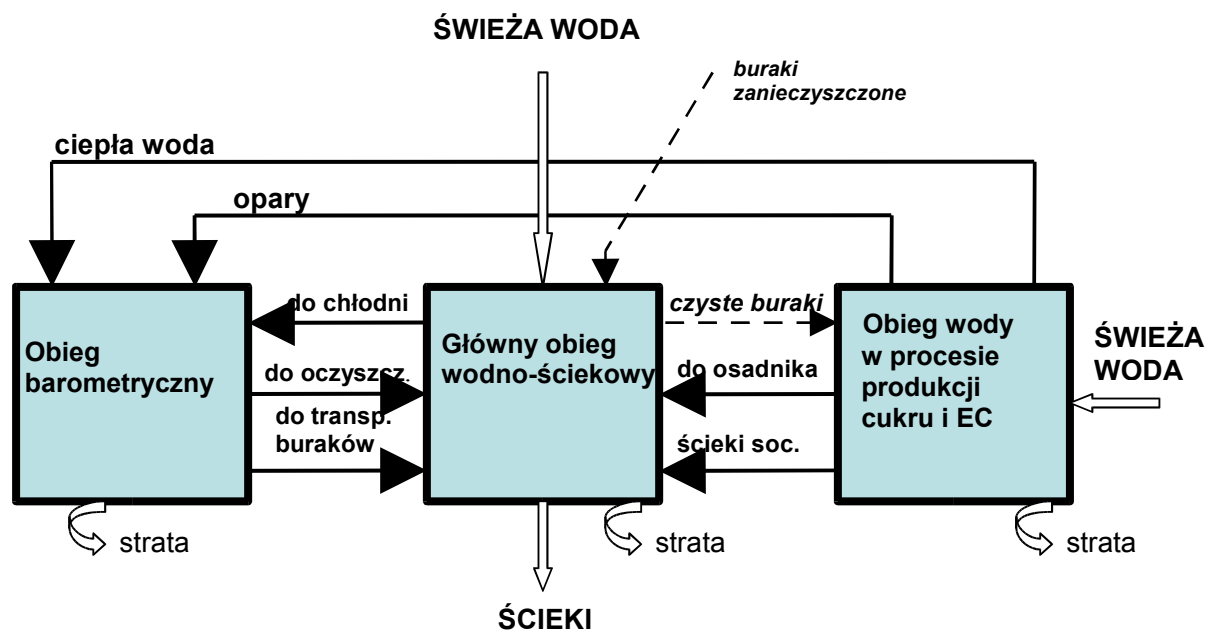 ŚWIEŻA WODA
buraki
zanieczyszczone
ciepła woda
opary
Obieg
barometryczny
do chłodni
do oczyszcz.
do transp.
buraków
Główny obieg
wodno-ściekowy
czyste buraki
do osadnika
ścieki soc.
Obieg wody
w procesie
produkcji
cukru i EC
ŚWIEŻA
WODA
strata
strata
strata
ŚCIEKI